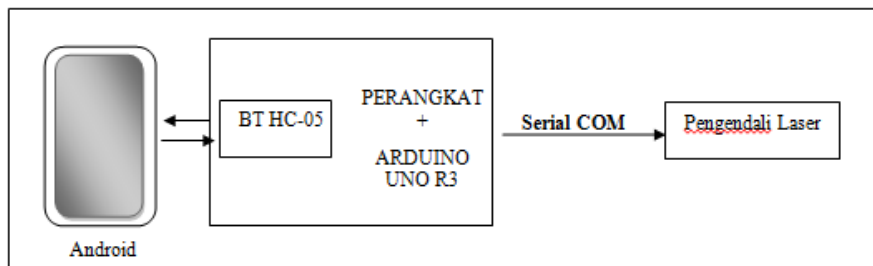 BT HC-05
PERANGKAT
+
ARDUINO
UNO R3
Serial COM
Pengendali Laser
Android